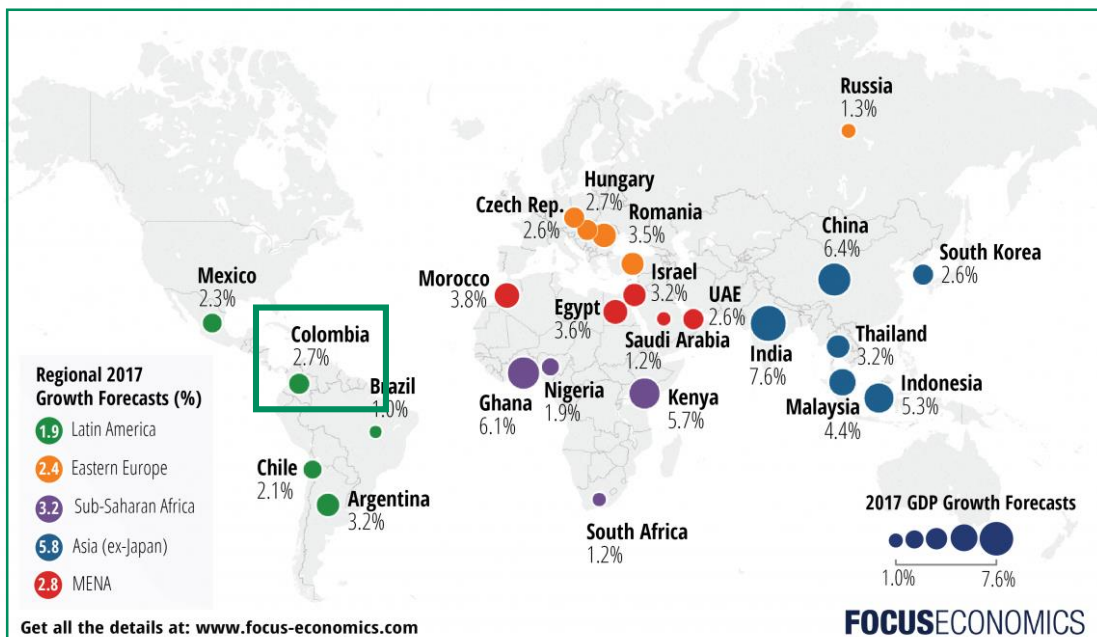 Russia
1.3%
Hungary
2.7%
Czech Rep.
2.6%
Romania
3.5%
China
6.4%
South Korea
2.6%
Mexico
2.3%
Morocco
3.8%
Israel
3.2%
UAE
2.6%
Egypt
3.6%
Saudi Arabia
1.2%
India
7.6%
Thailand
3.2%
Colombia
2.7%
Brazil
1.0%
Ghana
6.1%
Nigeria
1.9%
Kenya
5.7%
Malaysia
4.4%
Indonesia
5.3%
Chile
2.1%
Argentina
3.2%
South Africa
1.2%
Regional 2017
Growth Forecasts (%)
1.9 Latin America
2.4 Eastern Europe
3.2 Sub-Saharan Africa
5.8 Asia (ex-Japan)
2.8 MENA
2017 GDP Growth Forecasts
1.0% 7.6%
Get all the details at: www.focus-economics.com
FOCUSECONOMICS